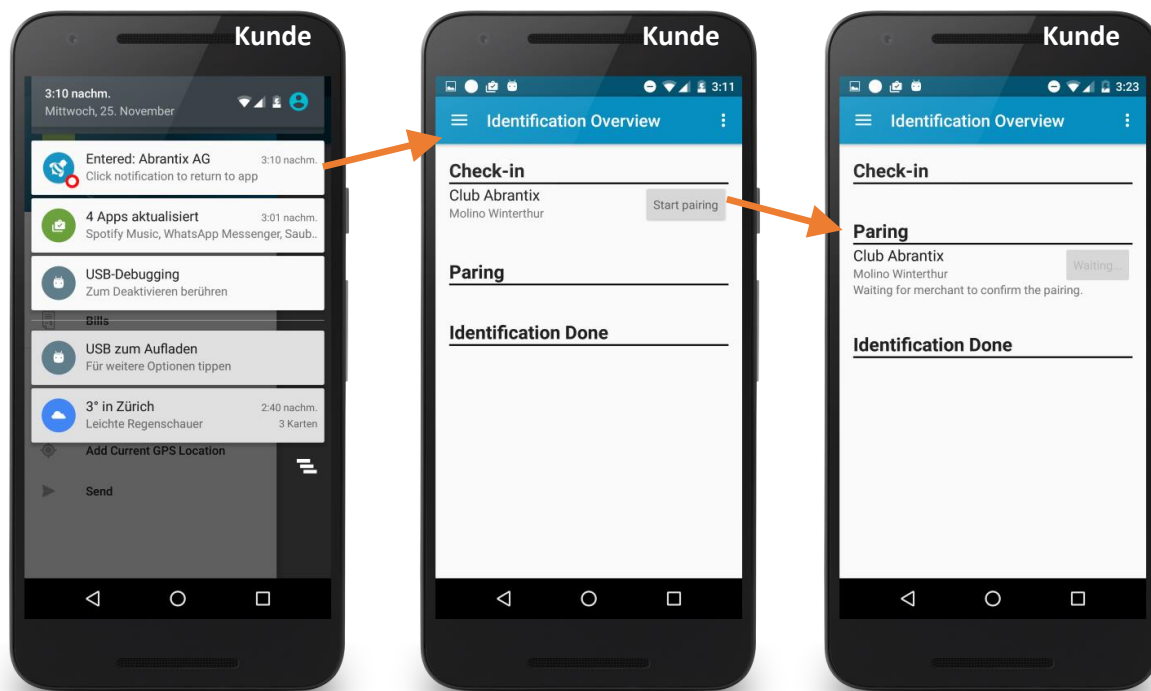 Kunde
3:10 nachm.
Mittwoch, 25. November
Entered: Abrantix AG 3:10 nachm.
Click notification to return to app
4 Apps aktualisiert 3:01 nachm.
Spotify Music, WhatsApp Messenger, Saub..
USB-Debugging
Zum Deaktivieren berühren
Bills
USB zum Aufladen
Für weitere Optionen tippen
3° in Zürich 2:40 nachm.
Leichte Regenschauer 3 Karten
Add Current GPS Location
Send
Kunde
3:11
Identification Overview
Check-in
Club Abrantix
Molino Winterthur
Start pairing
Paring
Identification Done
Kunde
3:23
Identification Overview
Check-in
Paring
Club Abrantix
Molino Winterthur
Waiting...
Waiting for merchant to confirm the pairing.
Identification Done